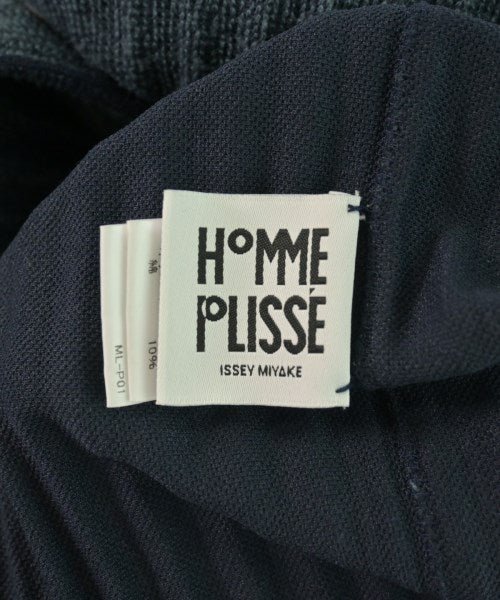 HOMME
PLISSÉ
ISSEY MIYAKE
10%
ML-P01